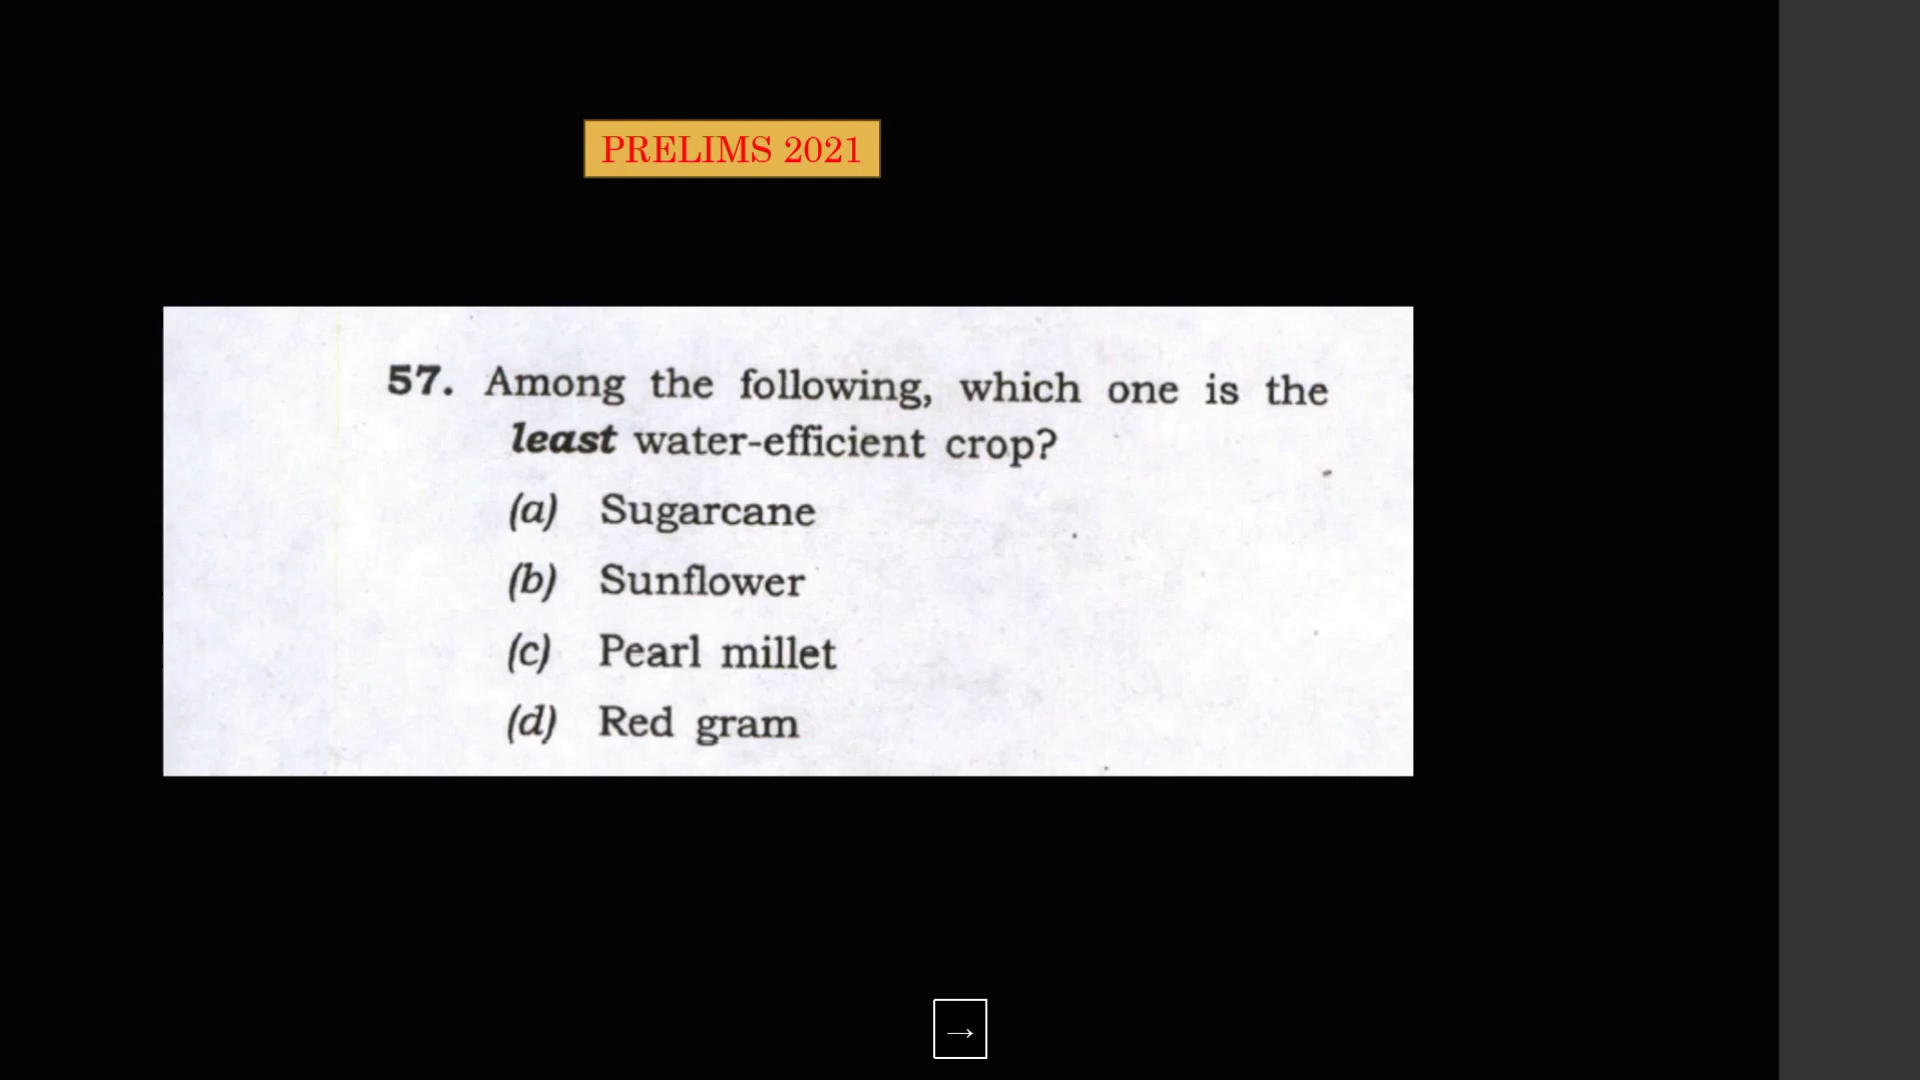 PRELIMS 2021
57. Among the following, which one is the
least water-efficient crop?
(a) Sugarcane
(b) Sunflower
(c) Pearl millet
(d) Red gram
→